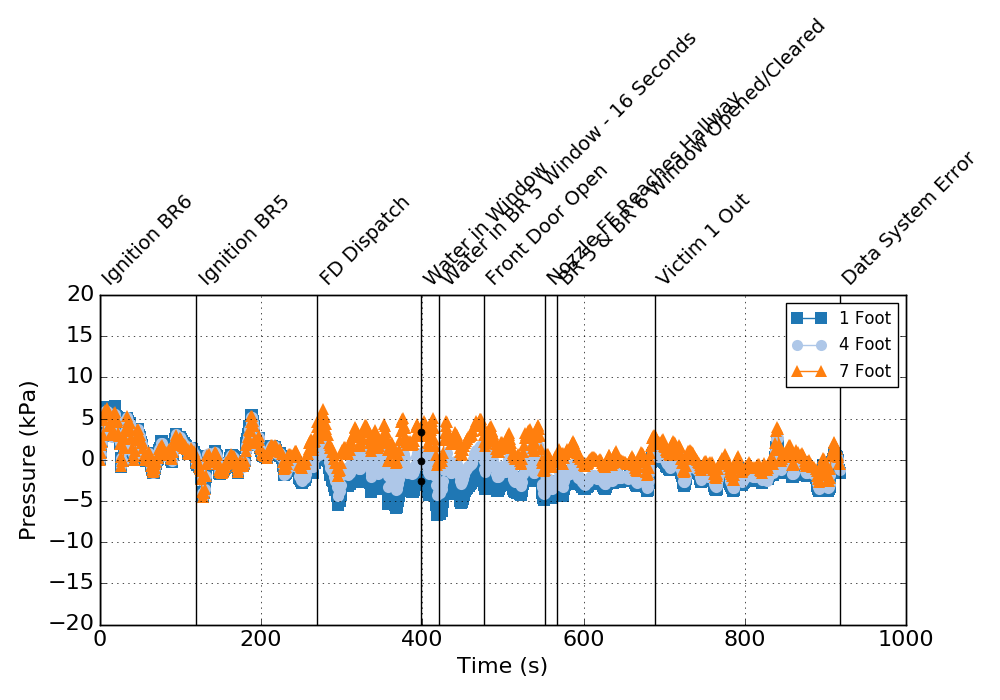 Ignition BR6
Ignition BR5
FD Dispatch
Water in Window
Water in BR 5 Window - 16 Seconds
Front Door Open
Nozzle FF Reaches Hallway
BR 5 & BR 6 Window Opened/Cleared
Victim 1 Out
Data System Error
20
15
10
5
0
−5
−10
−15
−20
Pressure (kPa)
1 Foot
4 Foot
7 Foot
0
200
400
600
800
1000
Time (s)